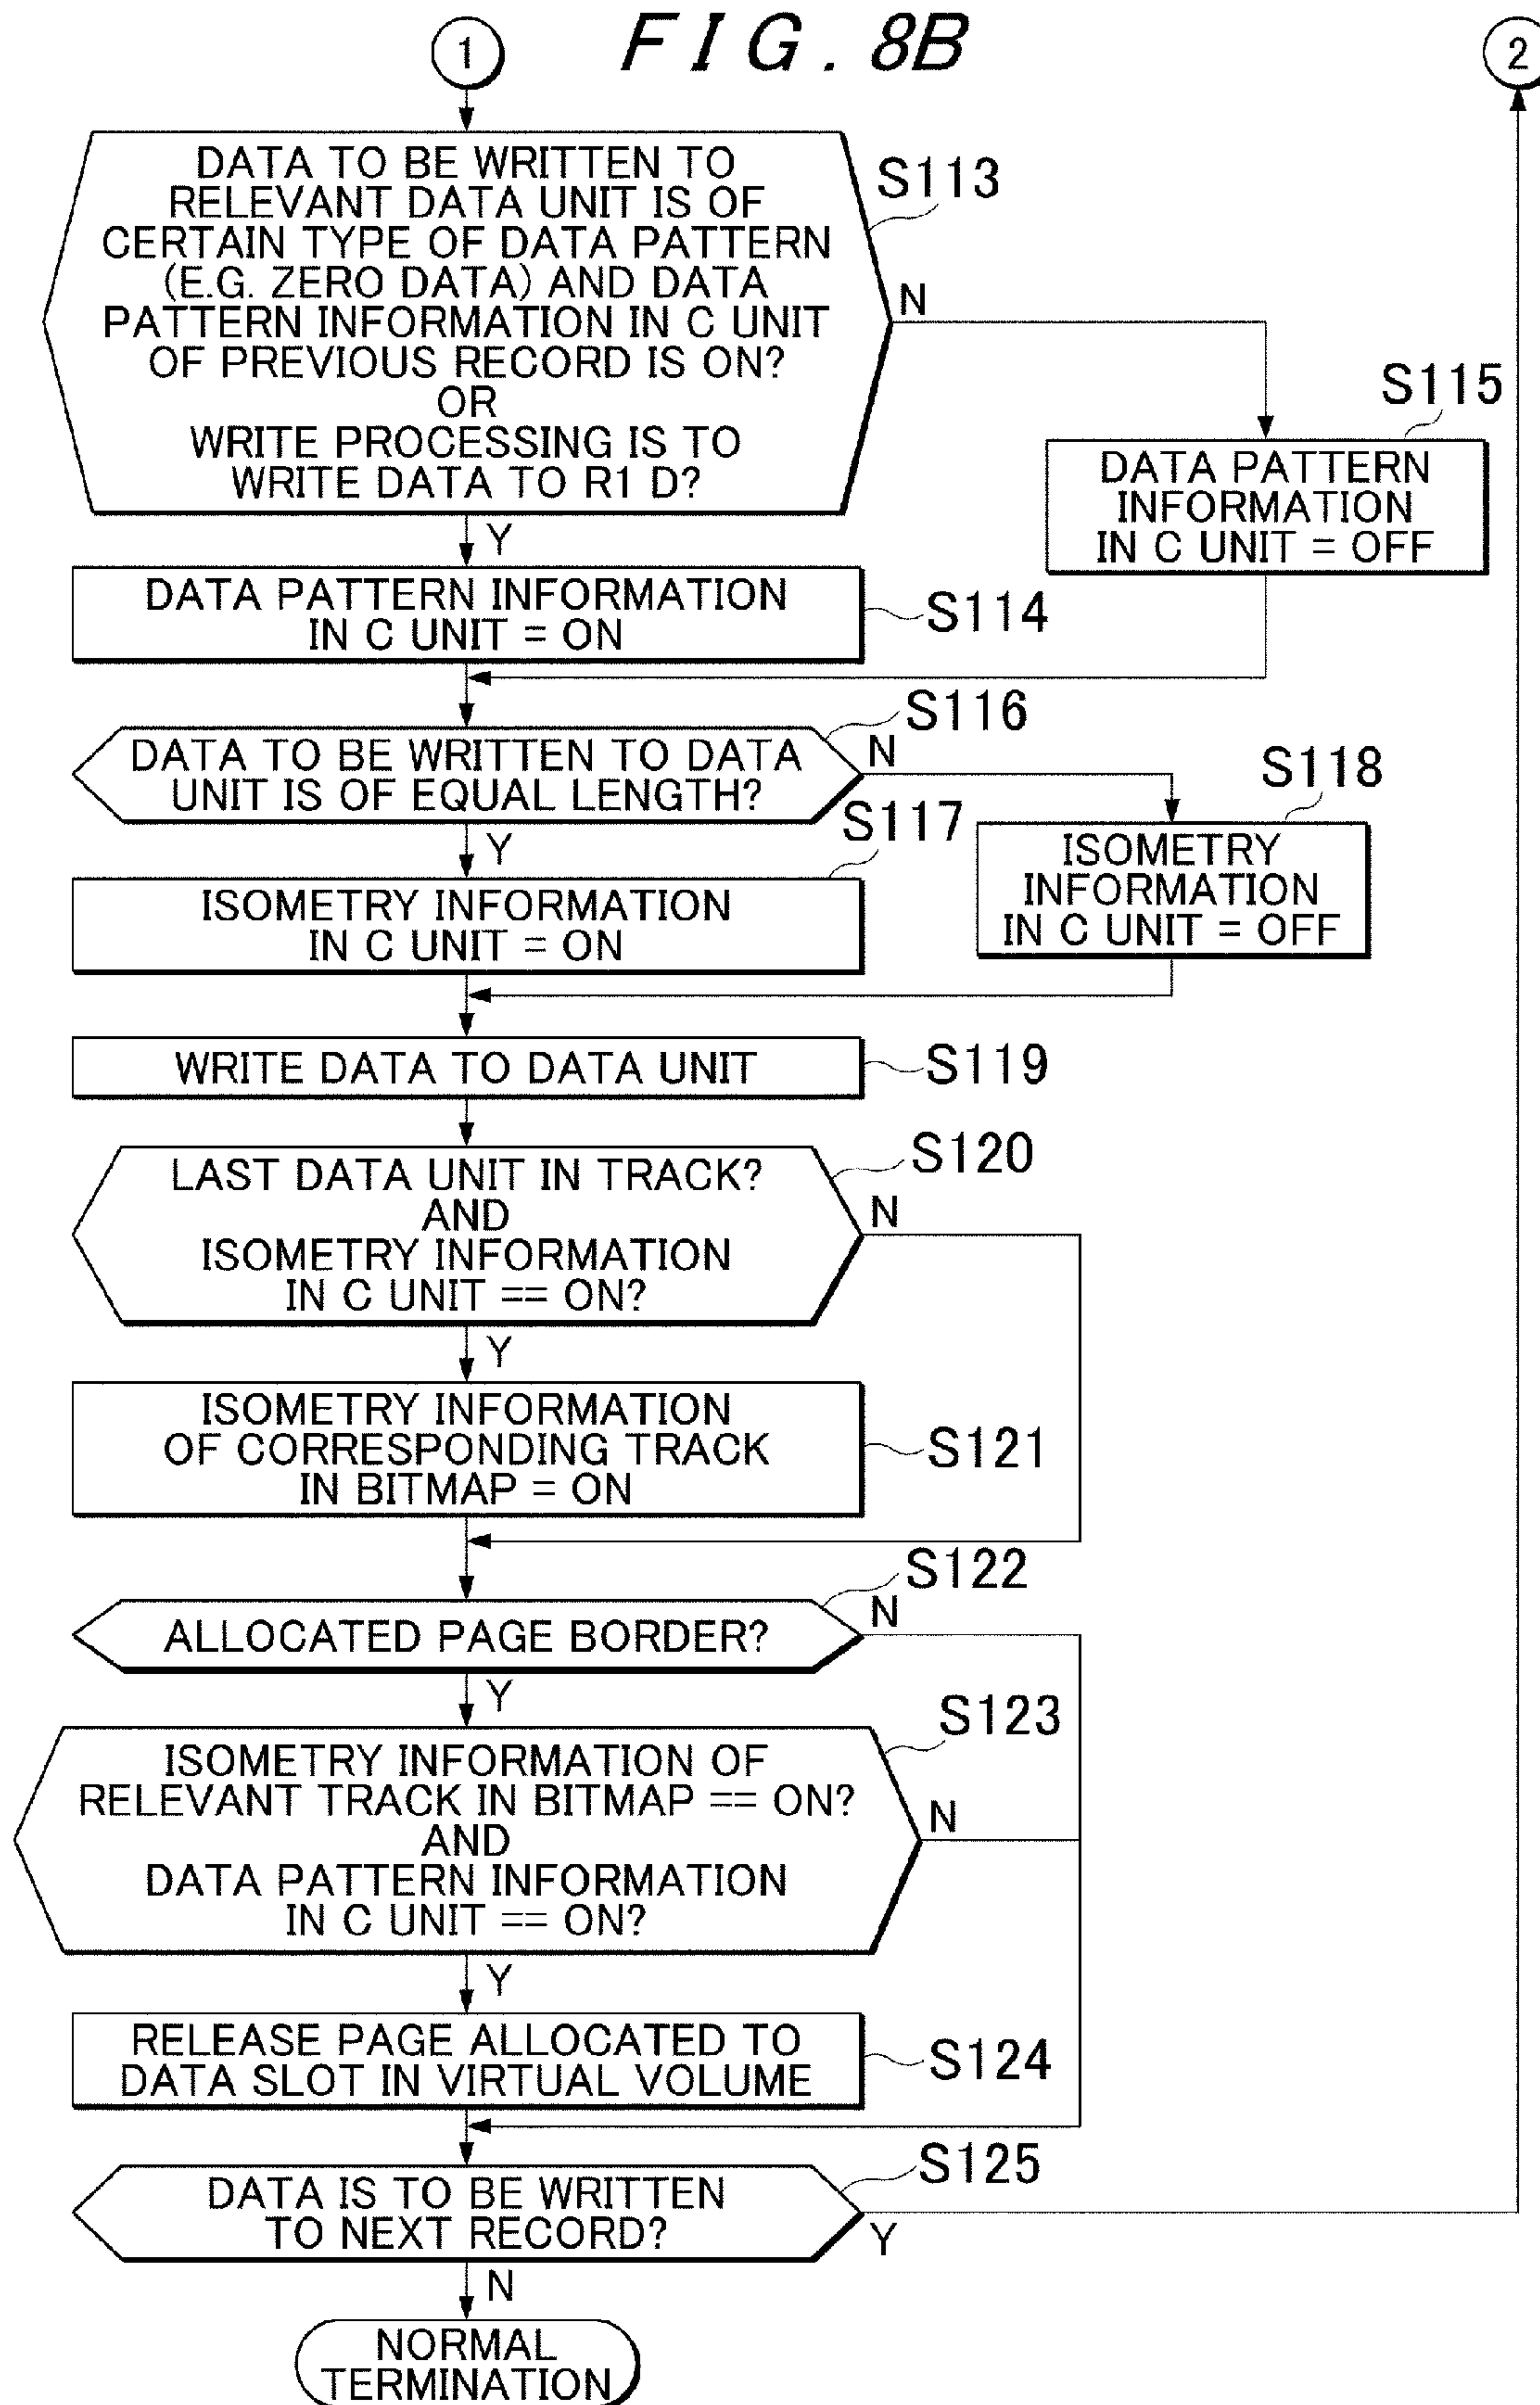 FIG. 8B
1
2
DATA TO BE WRITTEN TO
RELEVANT DATA UNIT IS OF
CERTAIN TYPE OF DATA PATTERN
(E.G. ZERO DATA) AND DATA
PATTERN INFORMATION IN C UNIT
OF PREVIOUS RECORD IS ON?
OR
WRITE PROCESSING IS TO
WRITE DATA TO R1 D?
S113
N
Y
S115
DATA PATTERN
INFORMATION
IN C UNIT = OFF
DATA PATTERN INFORMATION
IN C UNIT = ON
S114
DATA TO BE WRITTEN TO DATA
UNIT IS OF EQUAL LENGTH?
S116
N
Y
S118
ISOMETRY
INFORMATION
IN C UNIT = OFF
S117
ISOMETRY INFORMATION
IN C UNIT = ON
WRITE DATA TO DATA UNIT
S119
LAST DATA UNIT IN TRACK?
AND
ISOMETRY INFORMATION
IN C UNIT == ON?
S120
N
Y
ISOMETRY INFORMATION
OF CORRESPONDING TRACK
IN BITMAP = ON
S121
ALLOCATED PAGE BORDER?
S122
N
Y
ISOMETRY INFORMATION OF
RELEVANT TRACK IN BITMAP == ON?
AND
DATA PATTERN INFORMATION
IN C UNIT == ON?
S123
N
Y
RELEASE PAGE ALLOCATED TO
DATA SLOT IN VIRTUAL VOLUME
S124
DATA IS TO BE WRITTEN
TO NEXT RECORD?
S125
Y
N
NORMAL
TERMINATION